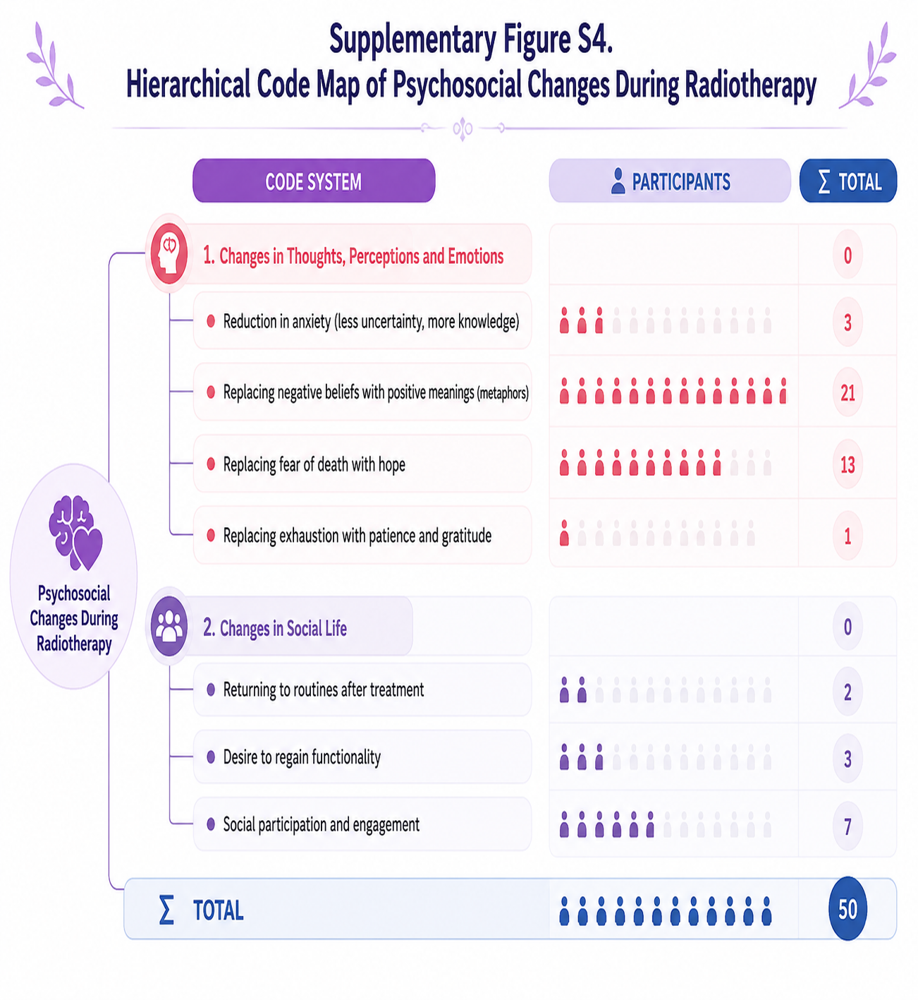 Supplementary Figure S4.
Hierarchical Code Map of Psychosocial Changes During Radiotherapy
CODE SYSTEM
PARTICIPANTS
Σ TOTAL
1. Changes in Thoughts, Perceptions and Emotions
0
Reduction in anxiety (less uncertainty, more knowledge)
3
Replacing negative beliefs with positive meanings (metaphors)
21
Replacing fear of death with hope
13
Replacing exhaustion with patience and gratitude
1
Psychosocial
Changes During
Radiotherapy
2. Changes in Social Life
0
Returning to routines after treatment
2
Desire to regain functionality
3
Social participation and engagement
7
Σ TOTAL
50